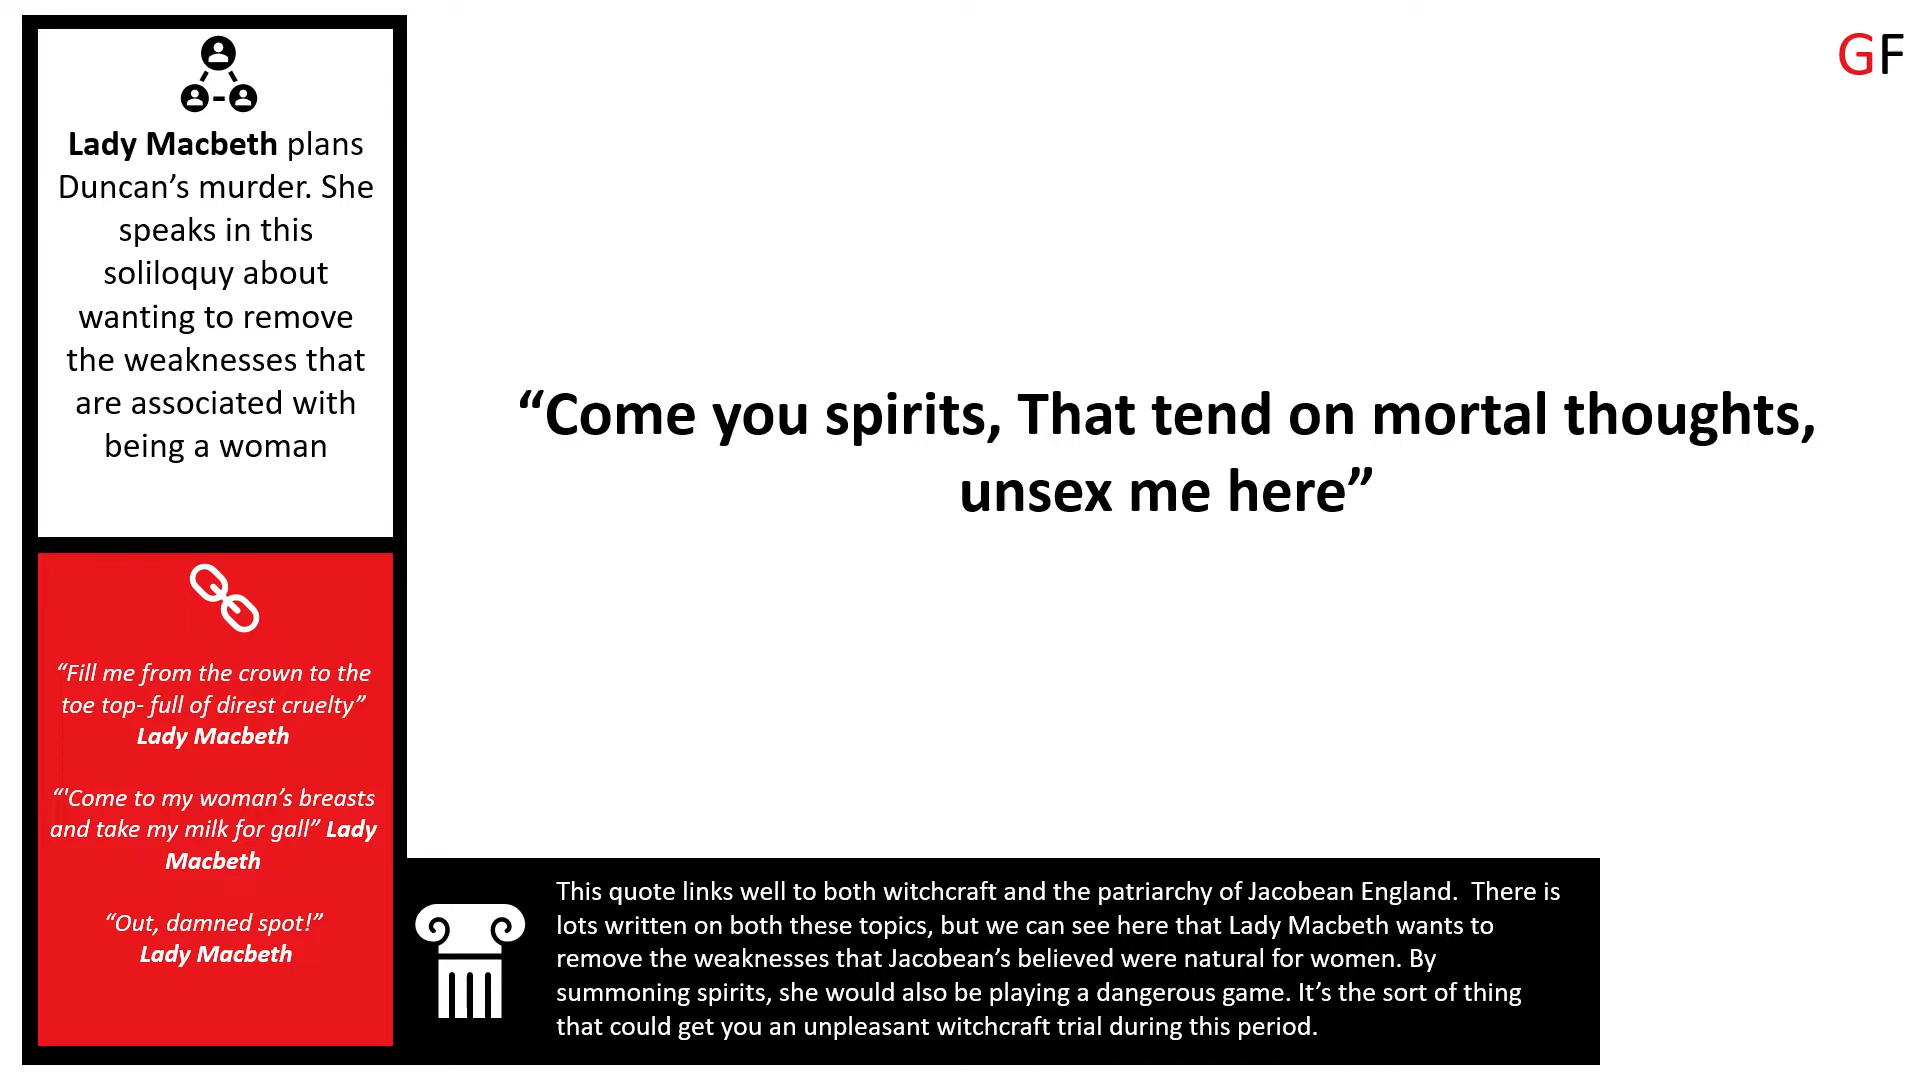 GF
Lady Macbeth plans
Duncan’s murder. She
speaks in this
soliloquy about
wanting to remove
the weaknesses that
are associated with
being a woman
“Come you spirits, That tend on mortal thoughts,
unsex me here”
“Fill me from the crown to the
toe top- full of direst cruelty”
Lady Macbeth
“'Come to my woman’s breasts
and take my milk for gall” Lady
Macbeth
“Out, damned spot!”
Lady Macbeth
This quote links well to both witchcraft and the patriarchy of Jacobean England.  There is
lots written on both these topics, but we can see here that Lady Macbeth wants to
remove the weaknesses that Jacobean’s believed were natural for women. By
summoning spirits, she would also be playing a dangerous game. It’s the sort of thing
that could get you an unpleasant witchcraft trial during this period.